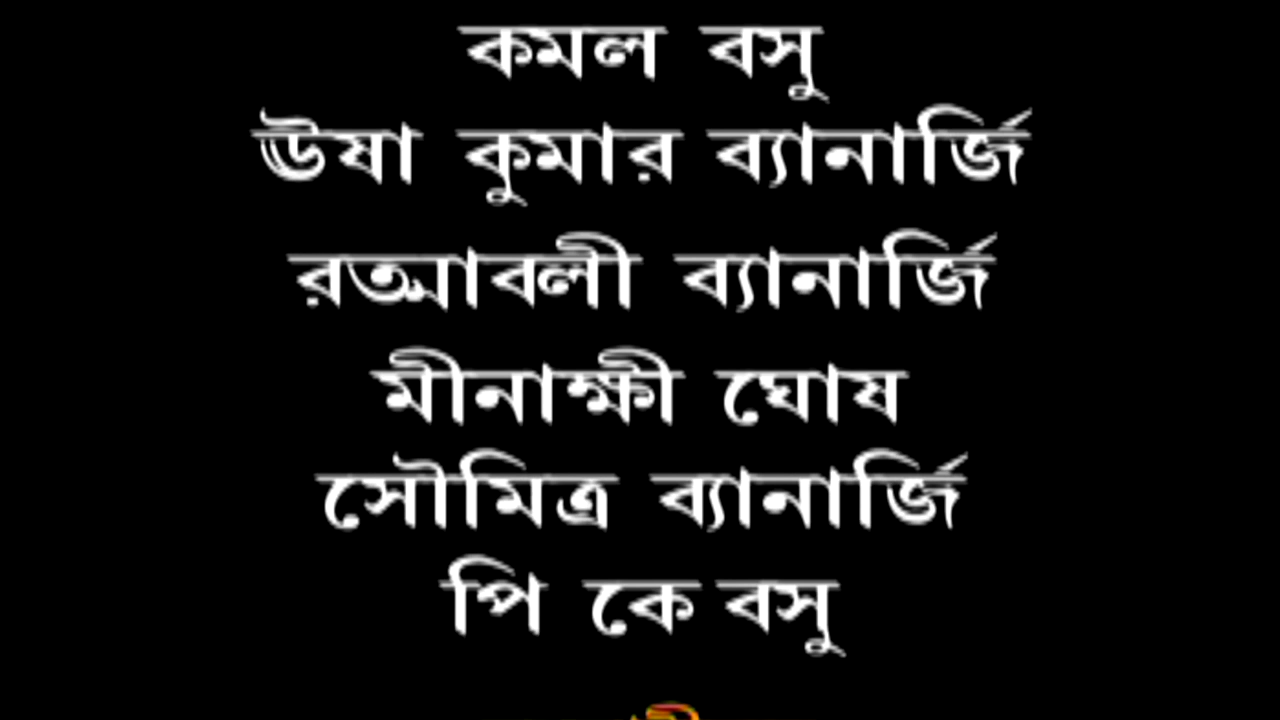 কমল বসু
ঊষা কুমার ব্যানার্জি
রত্মাবলী ব্যানার্জি
মীনাক্ষী ঘোষ
সৌমিত্র ব্যানার্জি
পি কে বসু